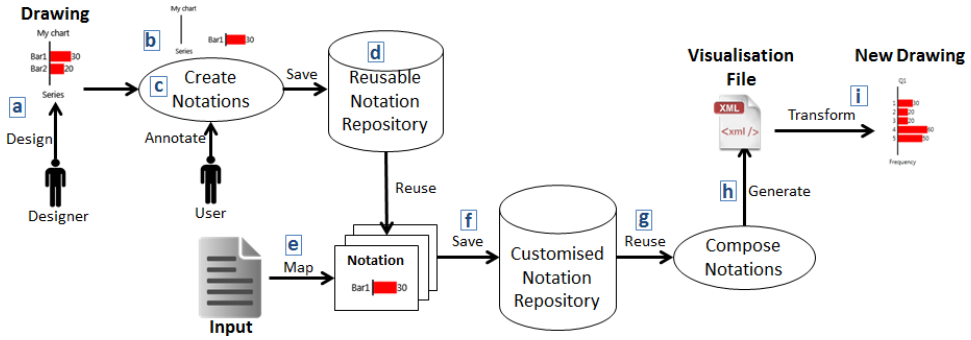 Drawing
My chart
Bar1 30
Bar2 20
Series
a
Design
Designer
b
My chart
Series
Bar1 30
c
Create
Notations
Annotate
User
Save
d
Reusable
Notation
Repository
Reuse
Input
e
Map
Notation
Bar1 30
f
Save
Customised
Notation
Repository
g
Reuse
Compose
Notations
h
Generate
Visualisation
File
XML
<xml />
i
Transform
New Drawing
Q1
1 30
2 20
3 20
4 60
5 50
Frequency